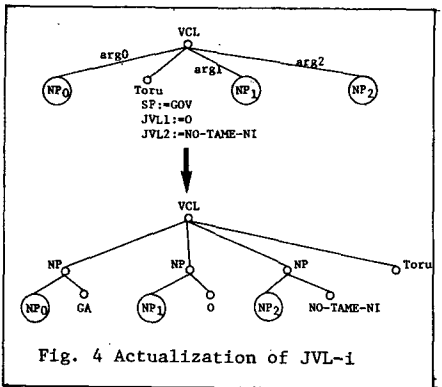 VCL
arg0 arg1 arg2
NP0 Toru NP1 NP2
SP:=GOV
JVL1:=O
JVL2:=NO-TAME-NI
VCL
NP NP NP Toru
NP0 GA NP1 O NP2 NO-TAME-NI
Fig. 4 Actualization of JVL-i